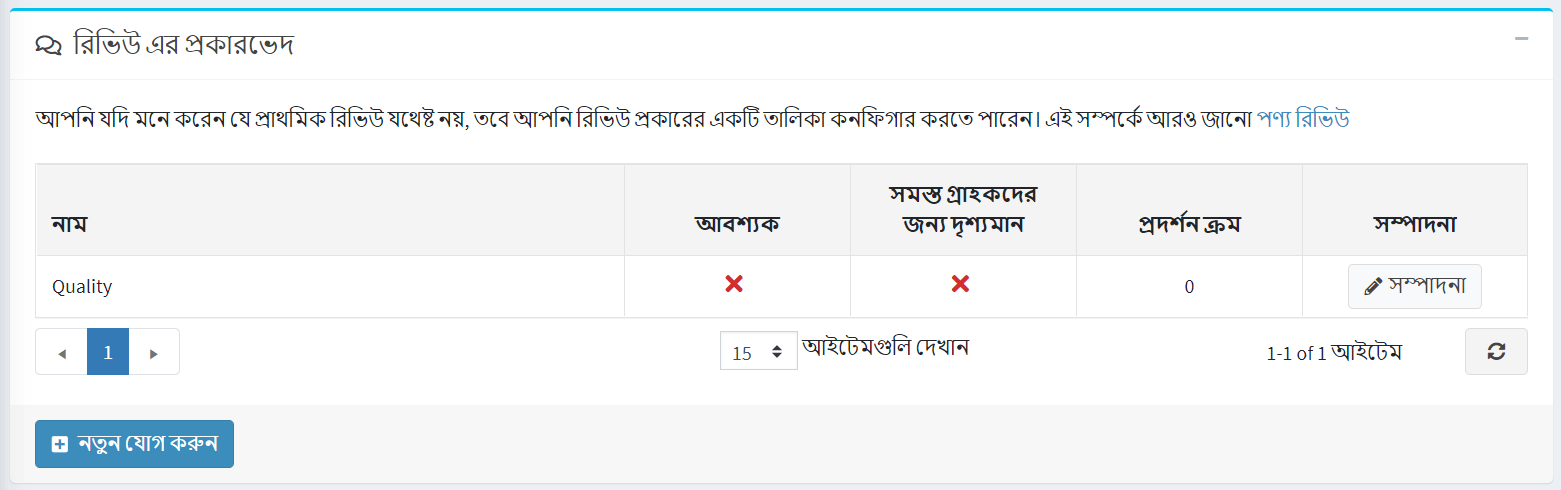 রিভিউ এর প্রকারভেদ
আপনি যদি মনে করেন যে প্রাথমিক রিভিউ যথেষ্ট নয়, তবে আপনি রিভিউ প্রকারের একটি তালিকা কনফিগার করতে পারেন। এই সম্পর্কে আরও জানো পণ্য রিভিউ
নাম আবশ্যক সমস্ত গ্রাহকদের জন্য দৃশ্যমান প্রদর্শন ক্রম সম্পাদনা
Quality 0 সম্পাদনা
1 15 আইটেমগুলি দেখান 1-1 of 1 আইটেম
নতুন যোগ করুন